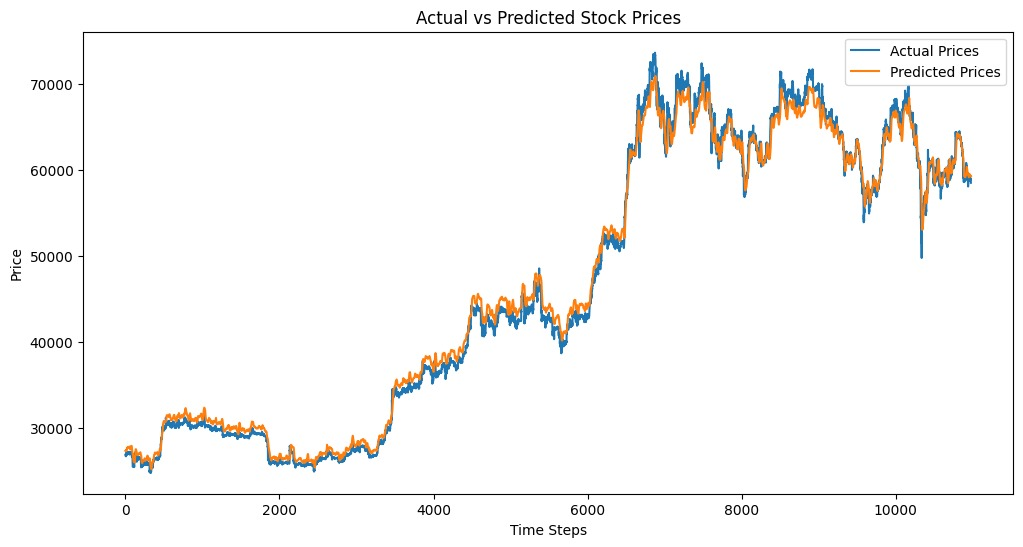 Actual vs Predicted Stock Prices
Actual Prices
Predicted Prices
70000
60000
50000
40000
30000
Price
0 2000 4000 6000 8000 10000
Time Steps